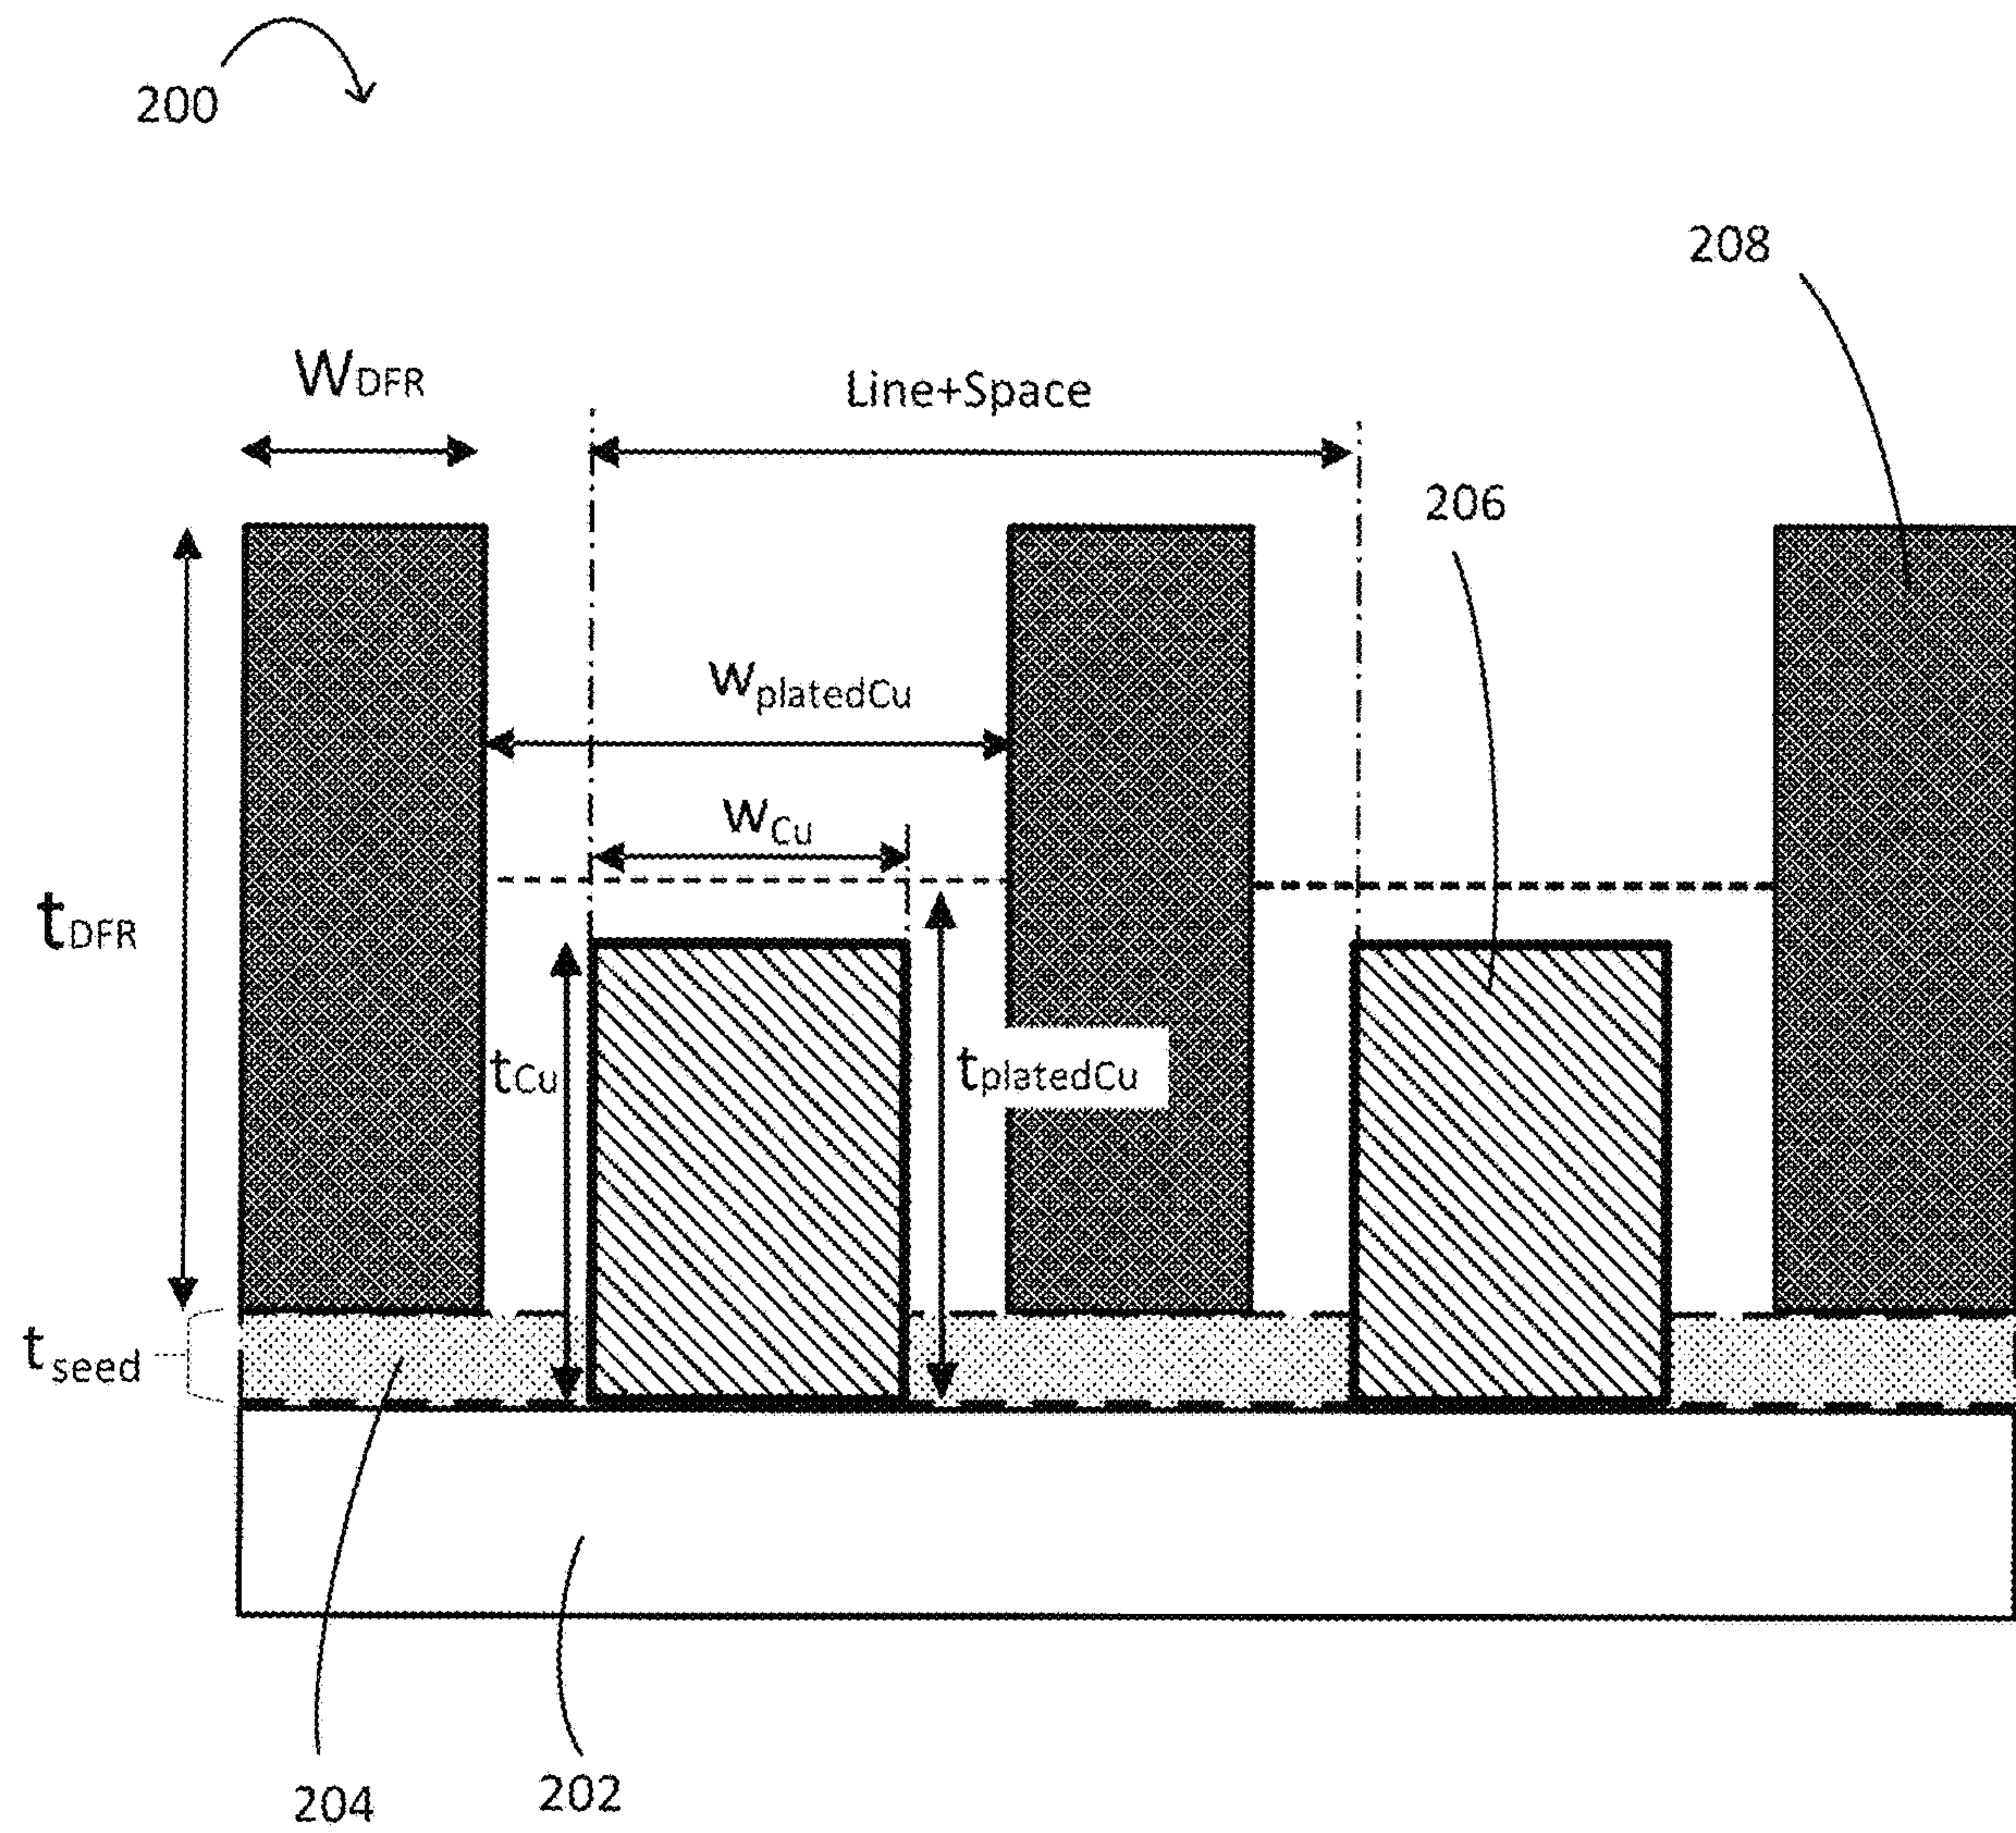 200
208
WDFR
Line+Space
206
wplatedCu
wCu
tDFR
tCu
tplatedCu
tseed
204
202